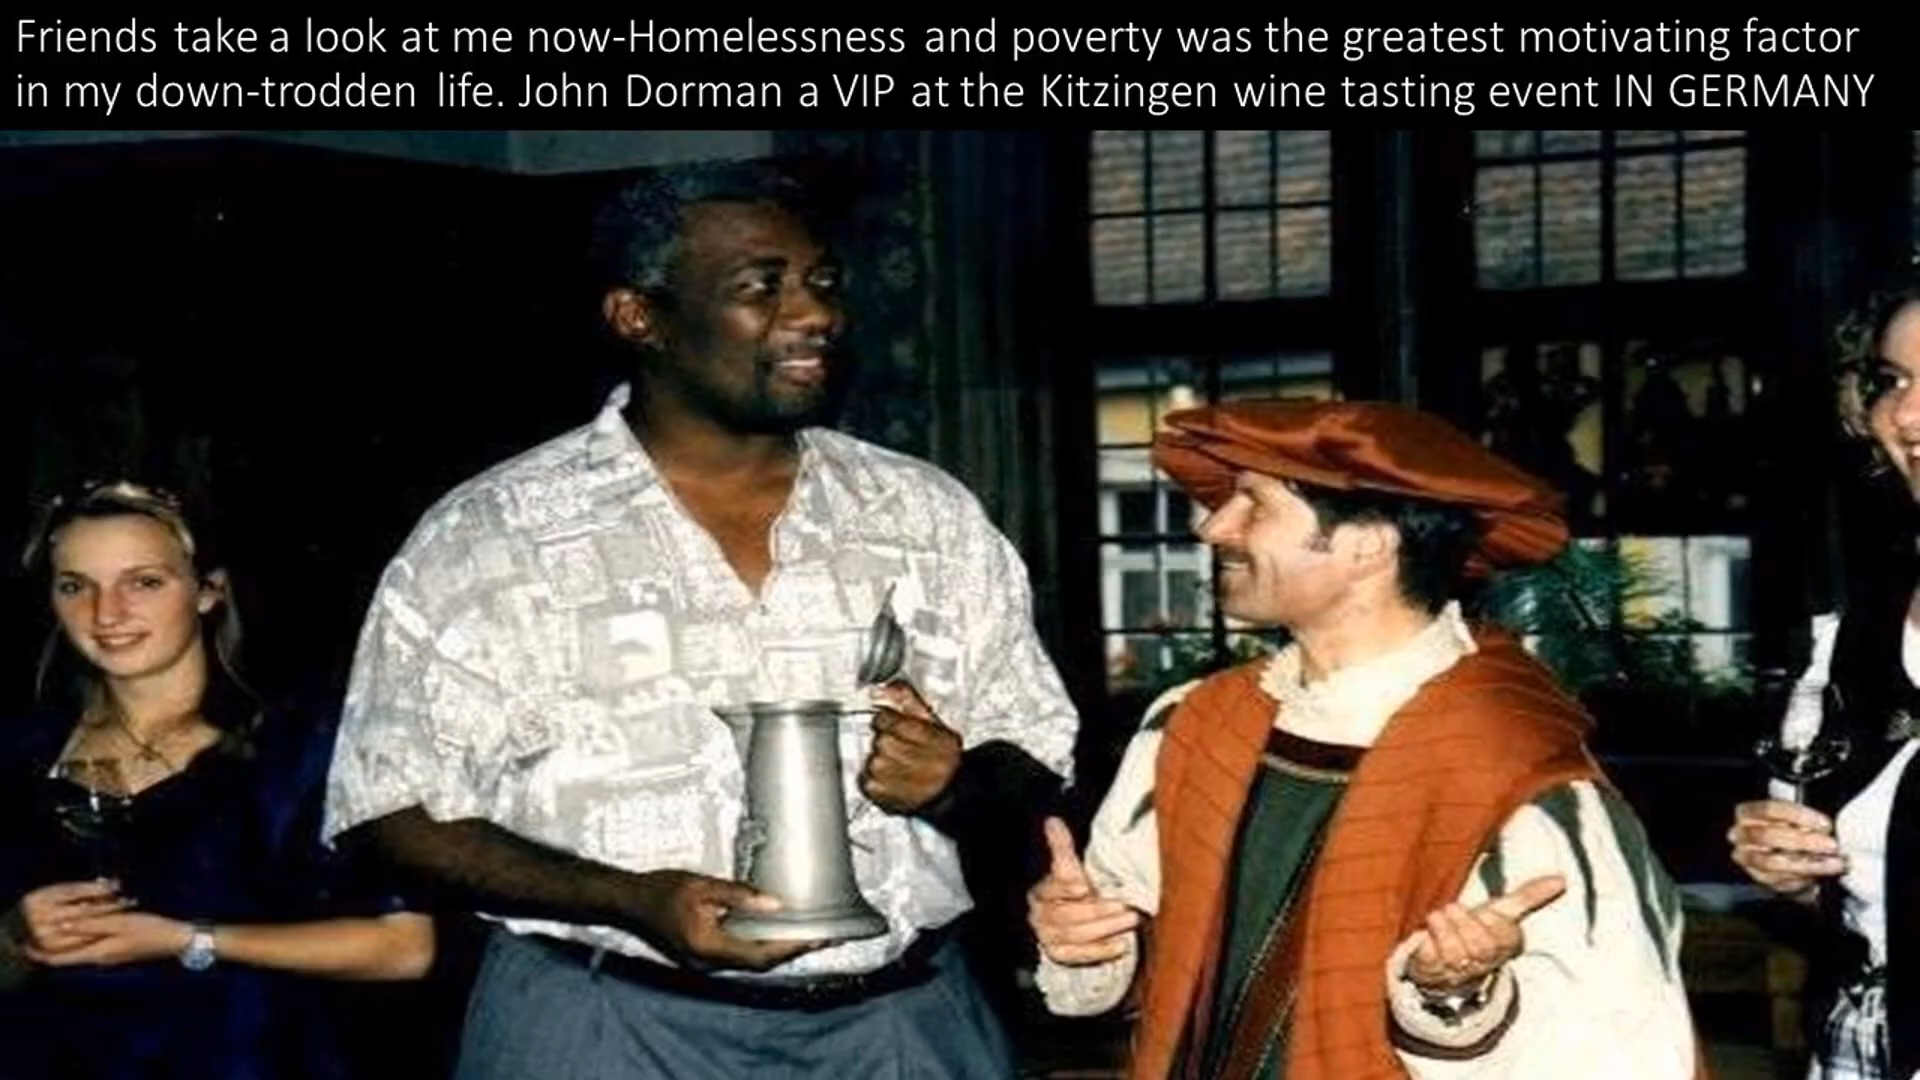 Friends take a look at me now-Homelessness and poverty was the greatest motivating factor
in my down-trodden life. John Dorman a VIP at the Kitzingen wine tasting event IN GERMANY